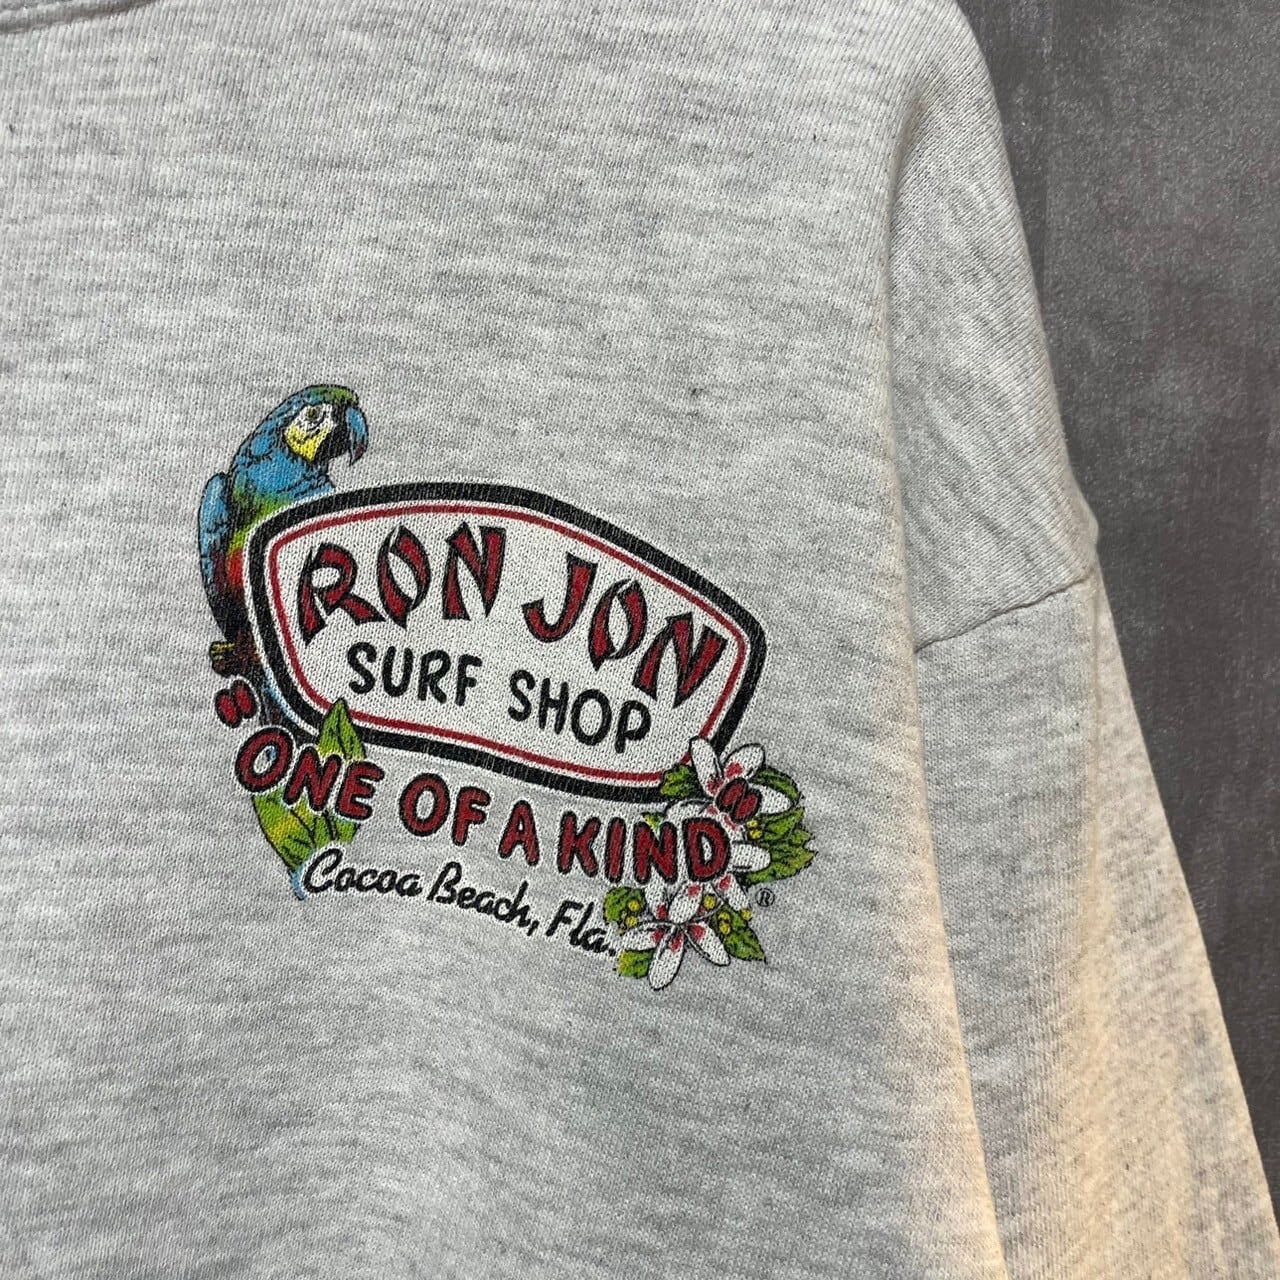 RON JON
SURF SHOP
"ONE OF A KIND"
Cocoa Beach, Fla.
®